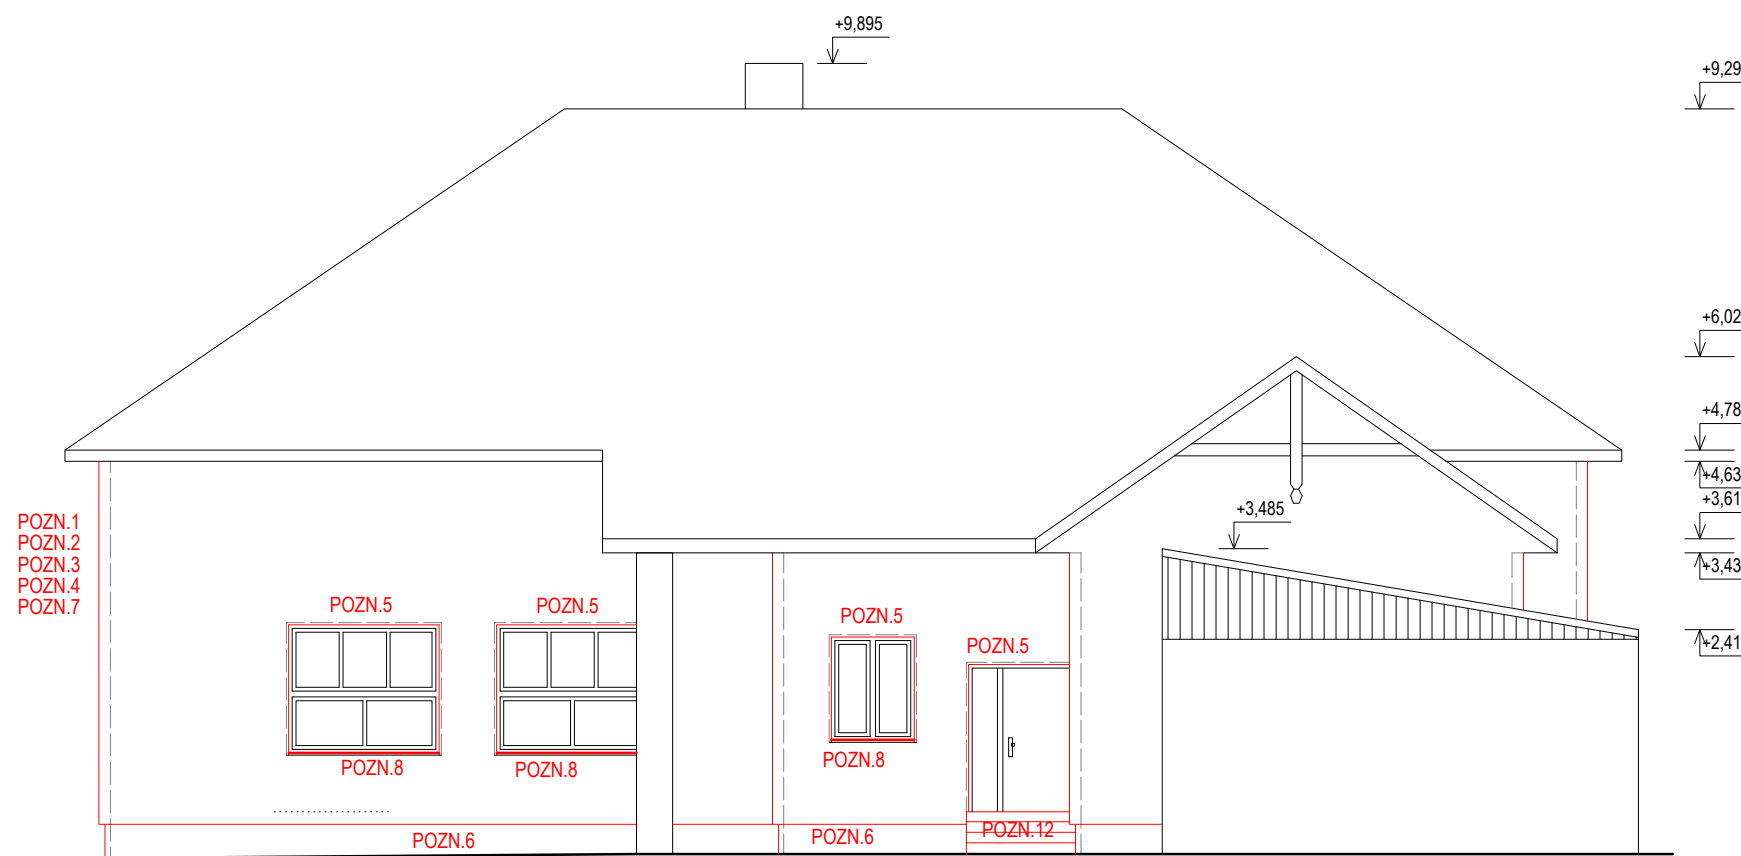 +9,895
+9,29
+6,02
+4,78
+4,63
+3,61
+3,485
+3,43
+2,41
POZN.1
POZN.2
POZN.3
POZN.4
POZN.7
POZN.5
POZN.5
POZN.5
POZN.5
POZN.8
POZN.8
POZN.8
POZN.6
POZN.6
POZN.12